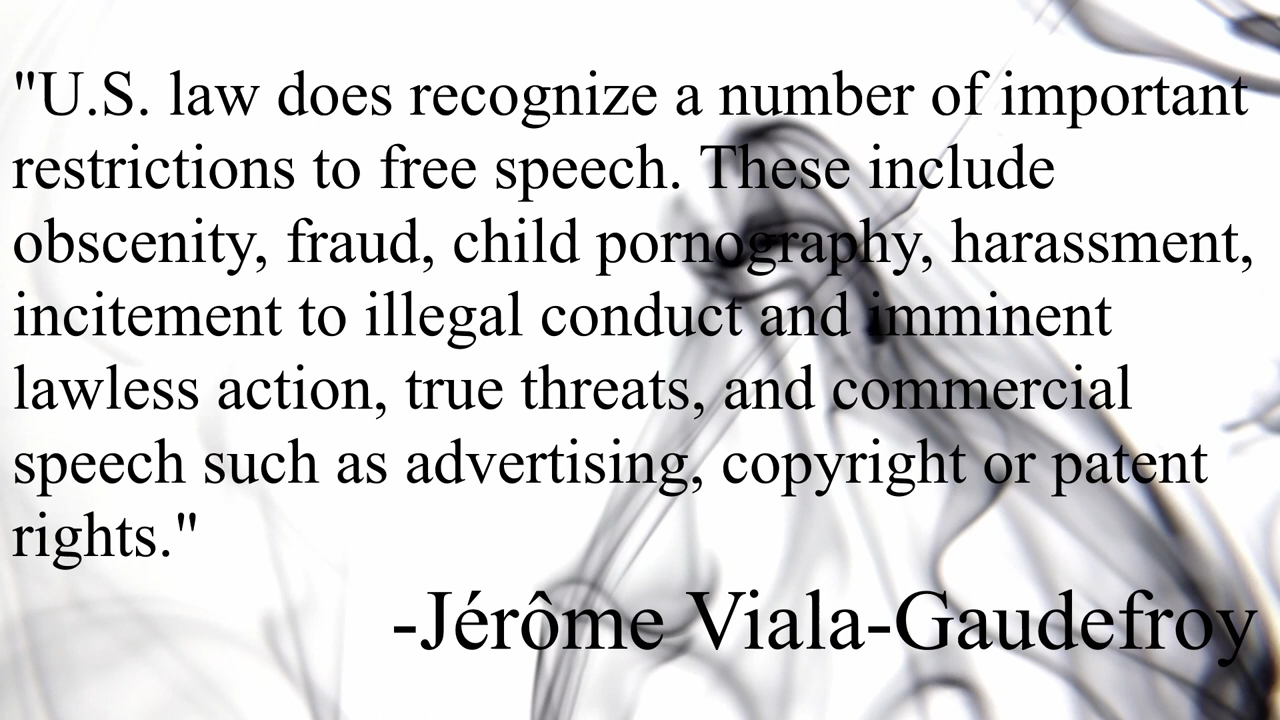 "U.S. law does recognize a number of important
restrictions to free speech. These include
obscenity, fraud, child pornography, harassment,
incitement to illegal conduct and imminent
lawless action, true threats, and commercial
speech such as advertising, copyright or patent
rights."
-Jérôme Viala-Gaudefroy